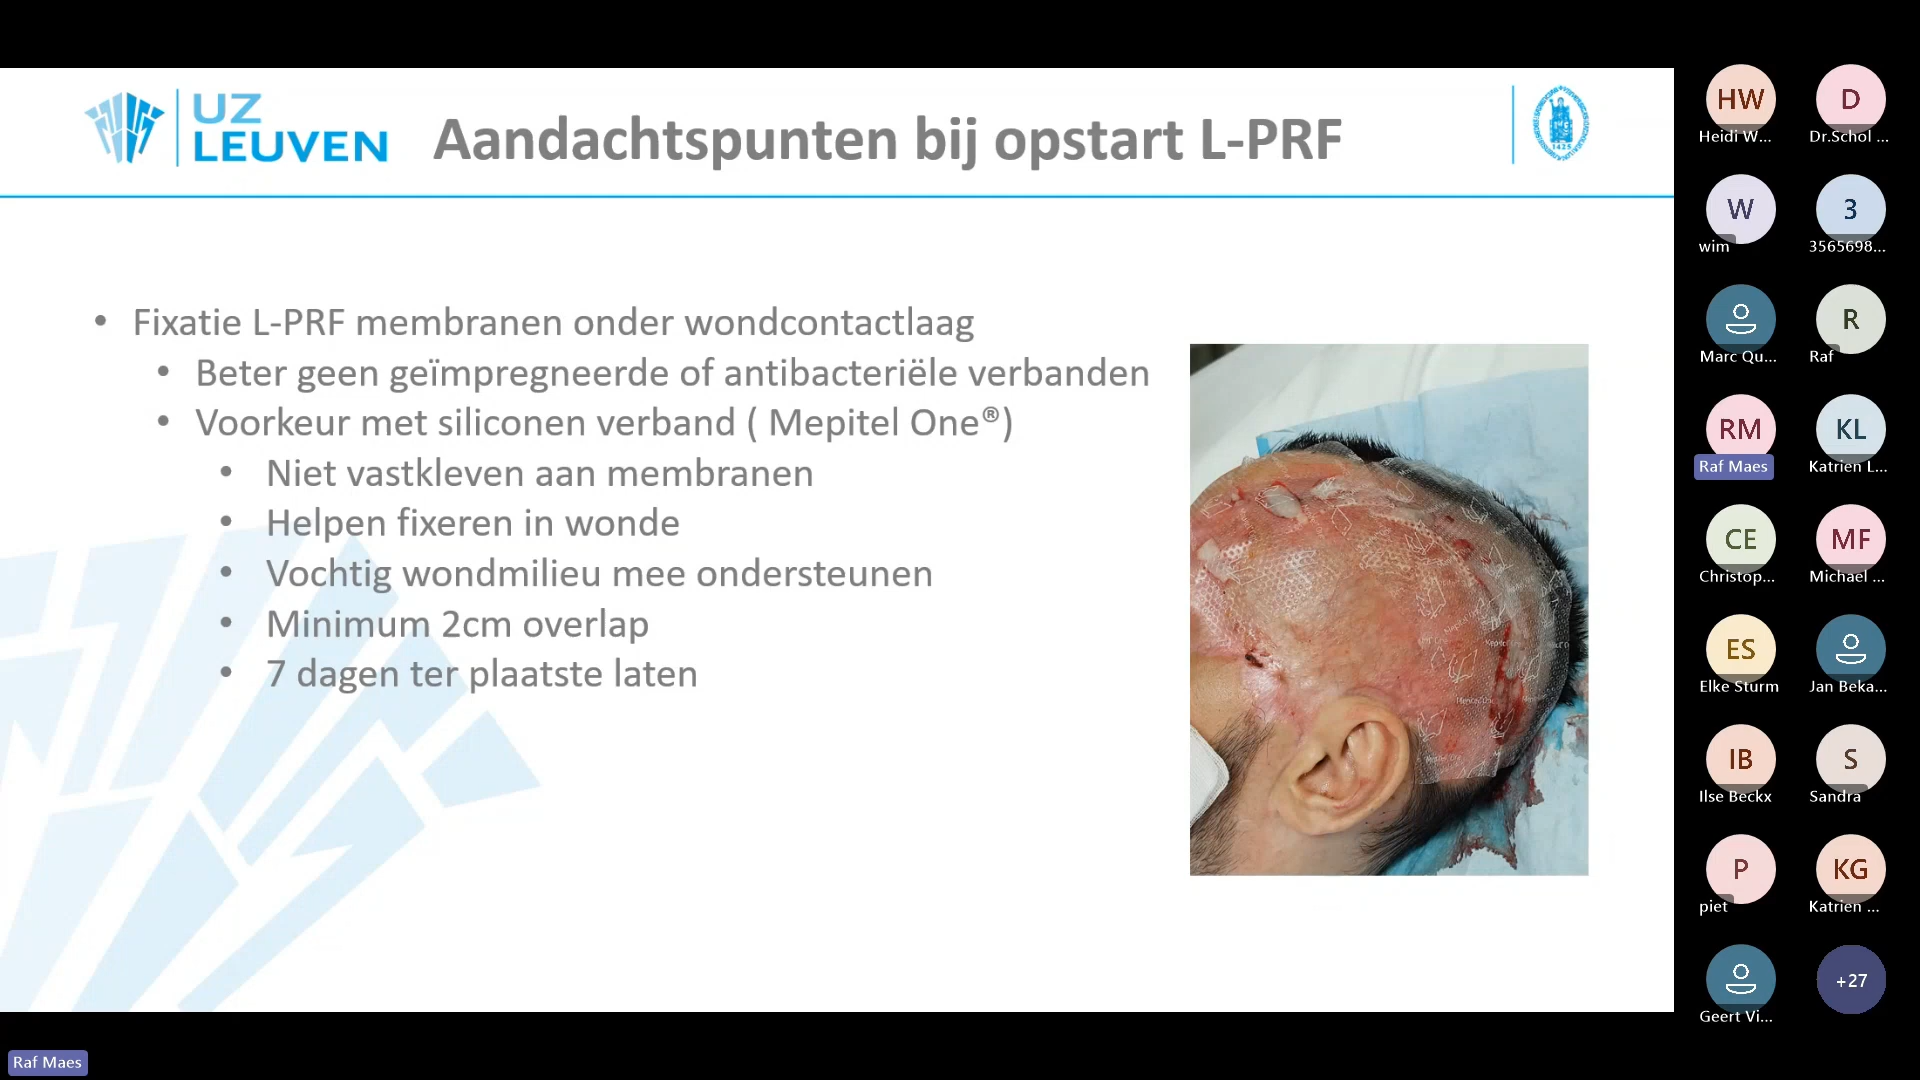 UZ
LEUVEN
Aandachtspunten bij opstart L-PRF
1425
• Fixatie L-PRF membranen onder wondcontactlaag
• Beter geen geïmpregneerde of antibacteriële verbanden
• Voorkeur met siliconen verband ( Mepitel One®)
• Niet vastkleven aan membranen
• Helpen fixeren in wonde
• Vochtig wondmilieu mee ondersteunen
• Minimum 2cm overlap
• 7 dagen ter plaatste laten
HW
Heidi W...
D
Dr.Schol ...
W
wim
3
3565698...
Marc Qu...
R
Raf
RM
Raf Maes
KL
Katrien L...
CE
Christop...
MF
Michael ...
ES
Elke Sturm
Jan Beka...
IB
Ilse Beckx
S
Sandra
P
piet
KG
Katrien ...
Geert Vi...
+27
Raf Maes